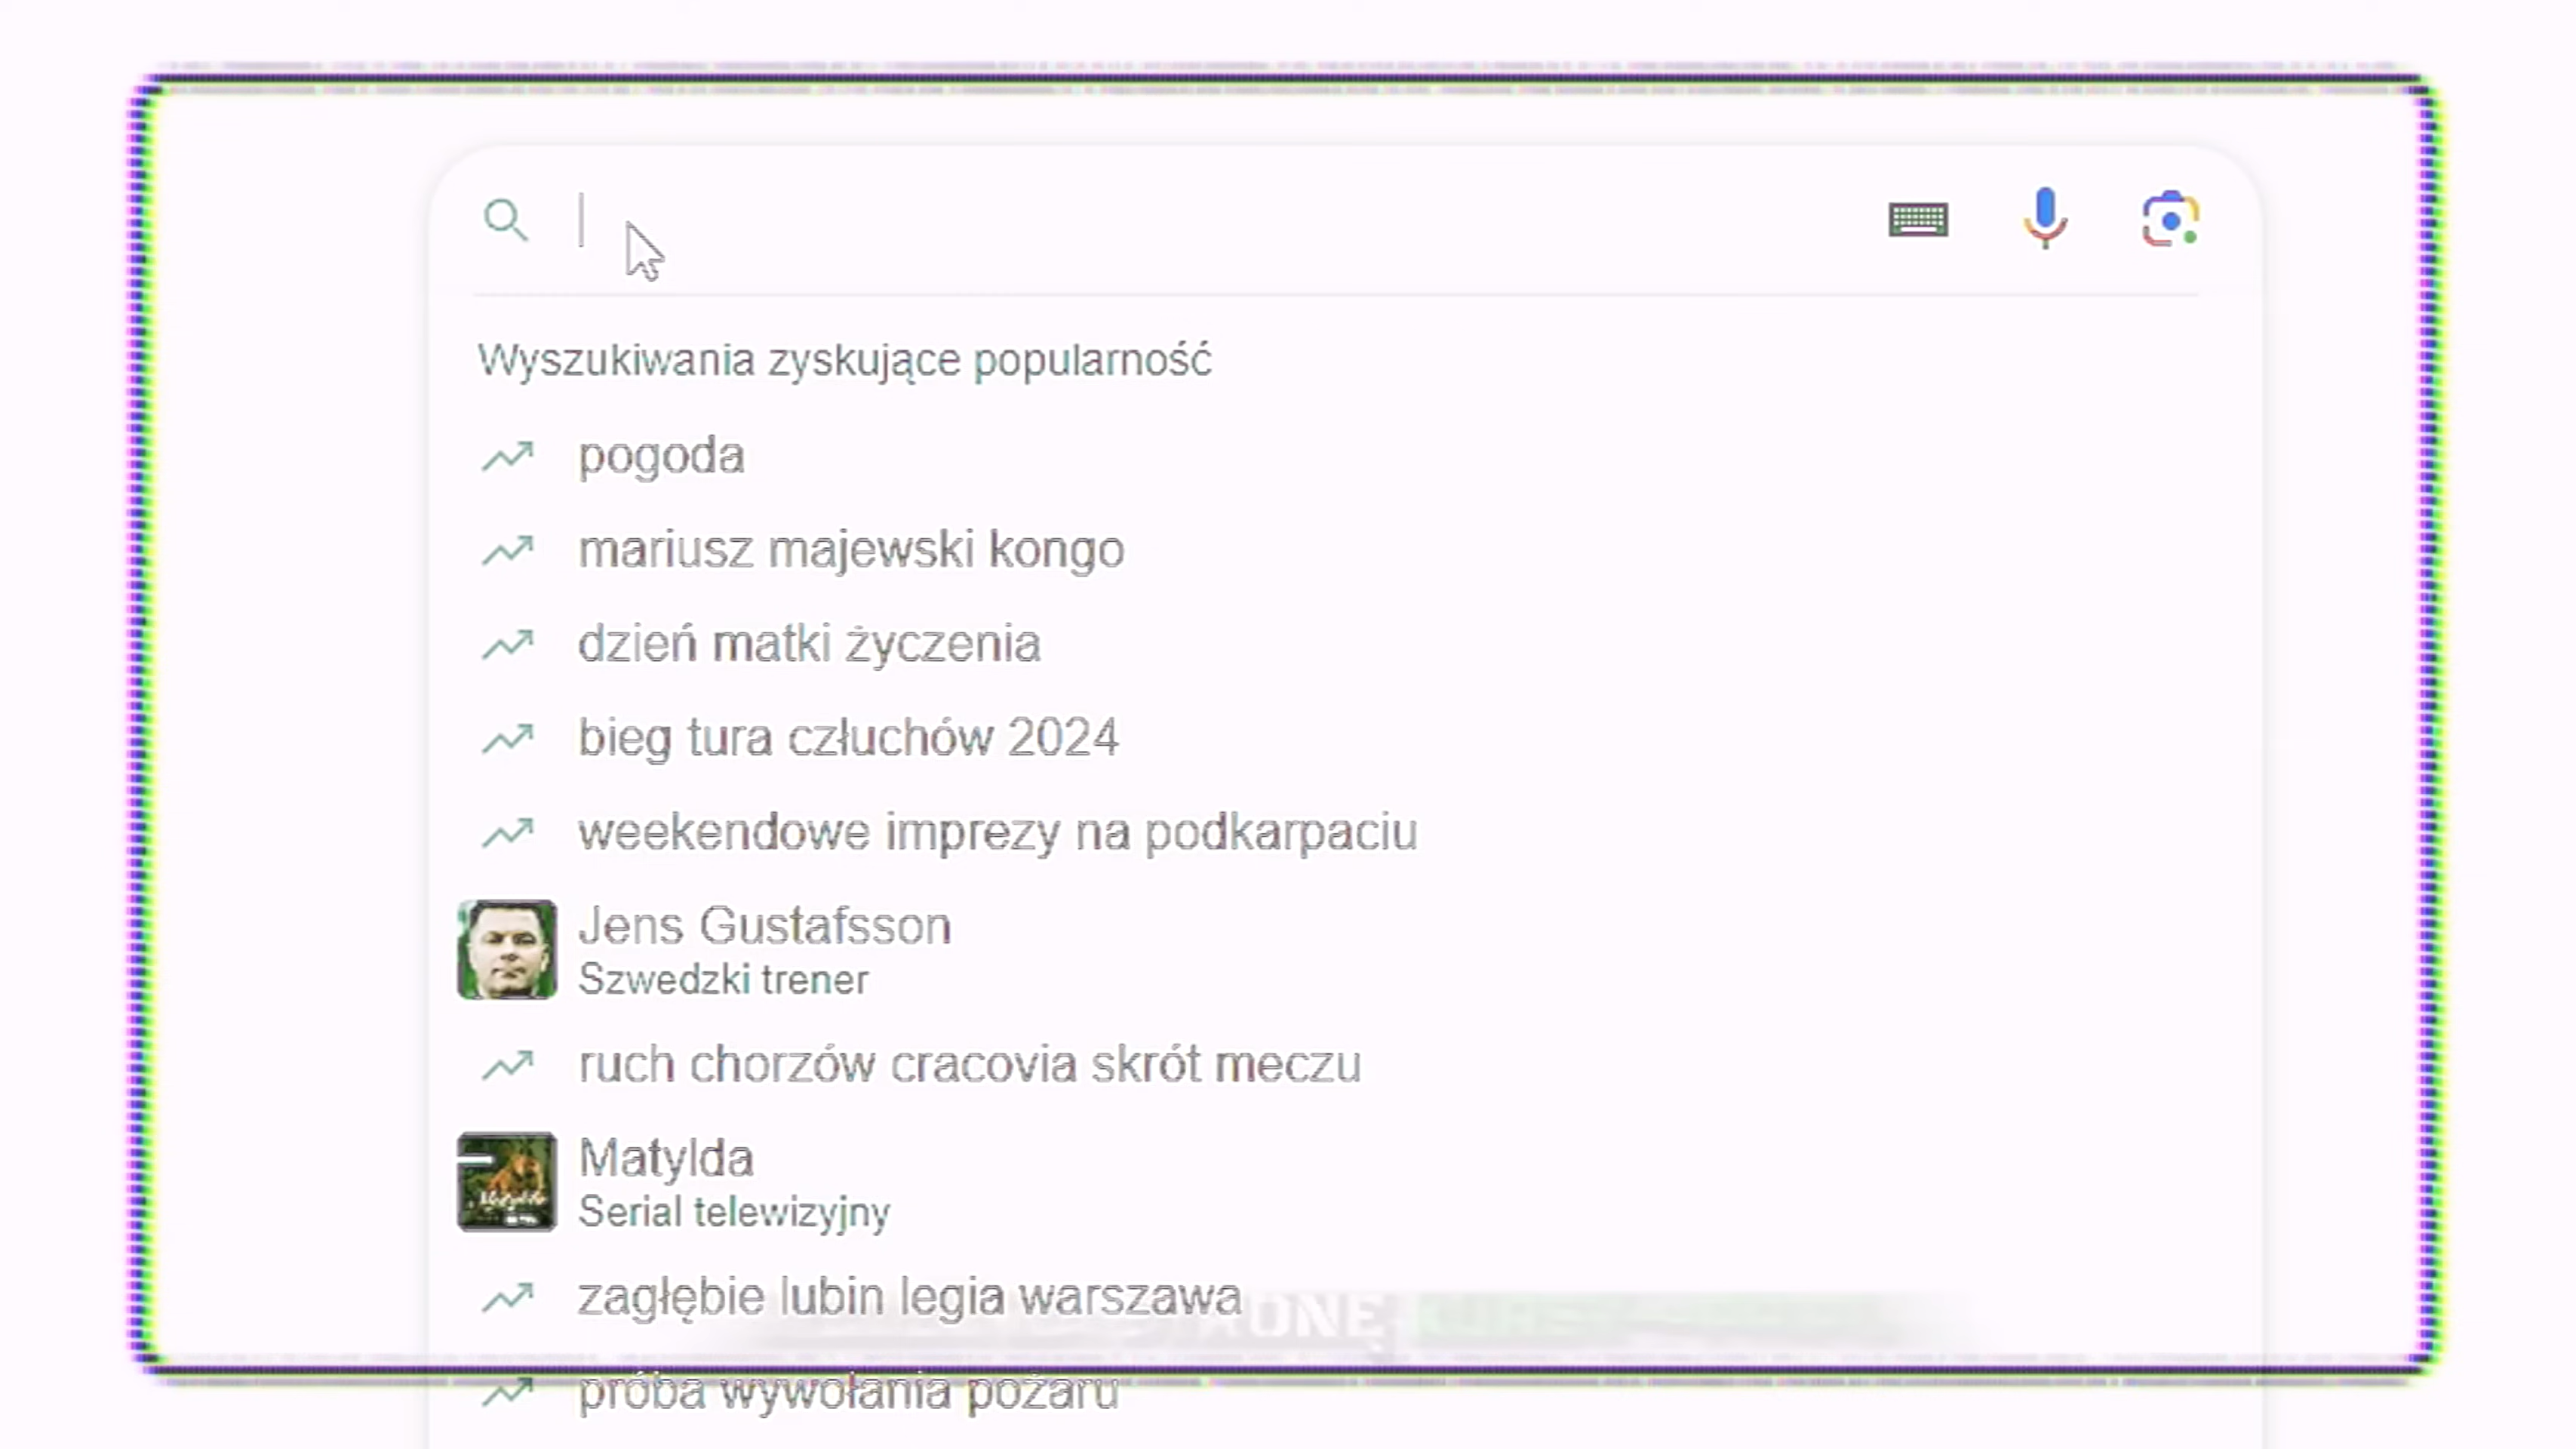 Wyszukiwania zyskujące popularność
pogoda
mariusz majewski kongo
dzień matki życzenia
bieg tura człuchów 2024
weekendowe imprezy na podkarpaciu
Jens Gustafsson
Szwedzki trener
ruch chorzów cracovia skrót meczu
Matylda
Serial telewizyjny
zagłębie lubin legia warszawa
próba wywołania pożaru